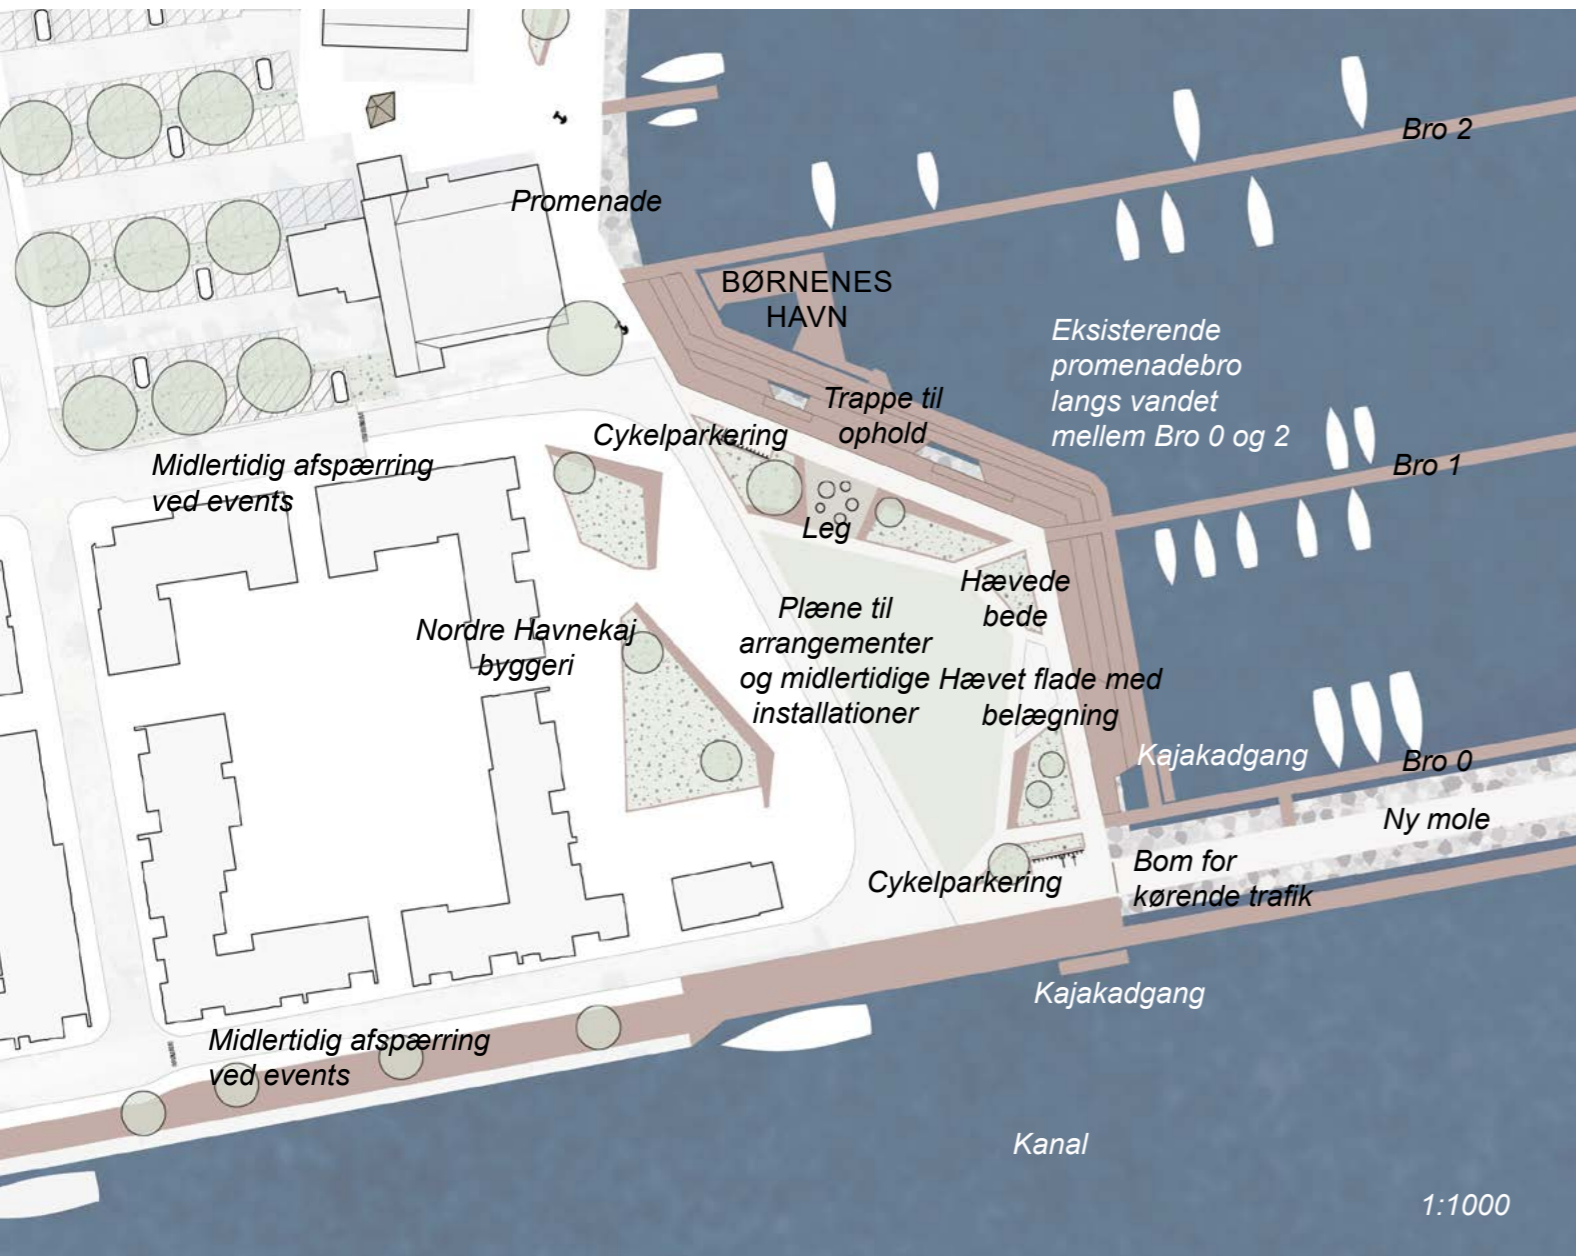 Bro 2
Promenade
BØRNENES
HAVN
Eksisterende
promenadebro
langs vandet
mellem Bro 0 og 2
Trappe til
ophold
Cykelparkering
Midlertidig afspærring
ved events
Bro 1
Leg
Hævede
bede
Plæne til
arrangementer
og midlertidige
installationer
Nordre Havnekaj
byggeri
Hævet flade med
belægning
Kajakadgang
Bro 0
Ny mole
Bom for
kørende trafik
Cykelparkering
Kajakadgang
Midlertidig afspærring
ved events
Kanal
1:1000